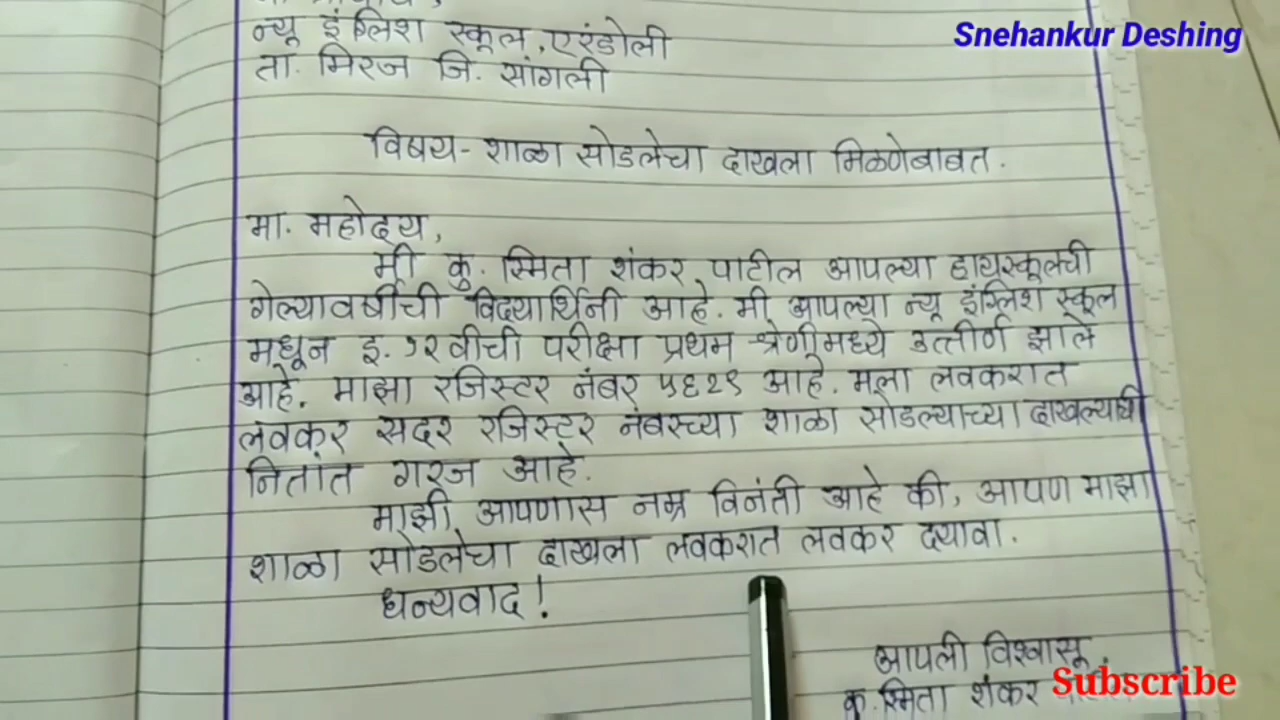 न्यू इंग्लिश स्कूल, एरंडोली
Snehankur Deshing
ता. मिरज जि. सांगली
विषय- शाळा सोडलेचा दाखला मिळणेबाबत.
मा. महोदय,
मी कु. स्मिता शंकर पाटील आपल्या हायस्कूलची
गेल्यावर्षीची विद्यार्थिनी आहे. मी आपल्या न्यू इंग्लिश स्कूल
मधून इ. १२वीची परीक्षा प्रथम श्रेणीमध्ये उत्तीर्ण झाले
आहे. माझा रजिस्टर नंबर ५६२९ आहे. मला लवकरात
लवकर सदर रजिस्टर नंबरच्या शाळा सोडल्याच्या दाखल्याची
नितांत गरज आहे.
माझी आपणास नम्र विनंती आहे की, आपण माझा
शाळा सोडलेचा दाखला लवकरात लवकर द्यावा.
धन्यवाद!
आपली विश्वासू
कु. स्मिता शंकर
Subscribe